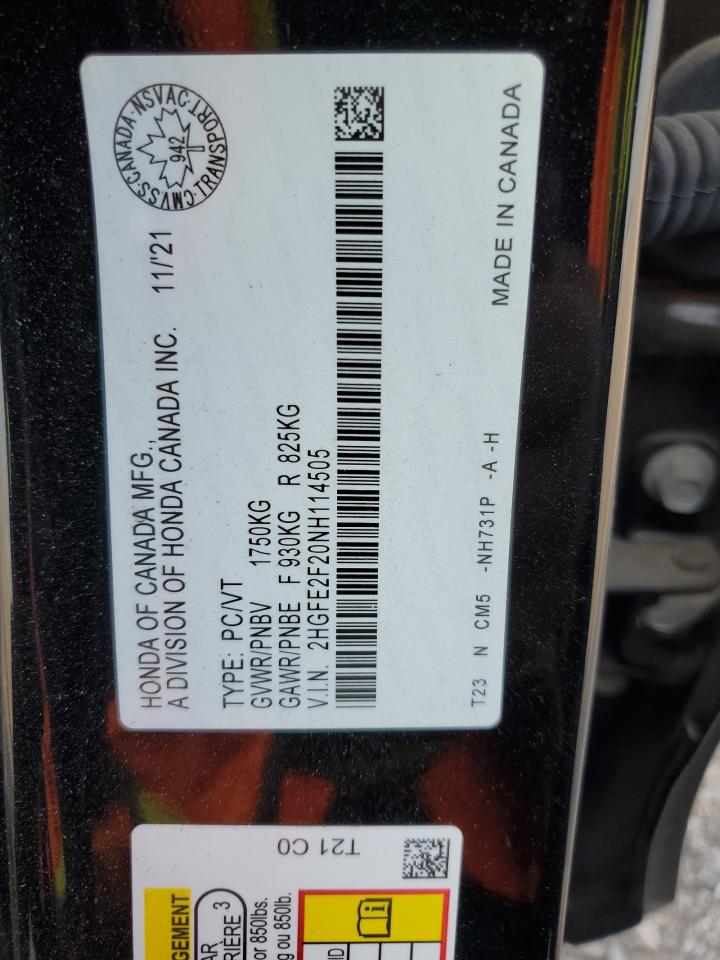 HONDA OF CANADA MFG.,
A DIVISION OF HONDA CANADA INC. 11/'21
CMVSS·CANADA·NSVAC·TRANSPORT
942
TYPE: PC/VT
GVWR/PNBV 1750KG
GAWR/PNBE F 930KG R 825KG
V.I.N. 2HGFE2F20NH114505
T23 N CM5 -NH731P -A -H
MADE IN CANADA
T21 C0
GEMENT
AR
RIÈRE 3
or 850lbs.
g ou 850lb.
ID